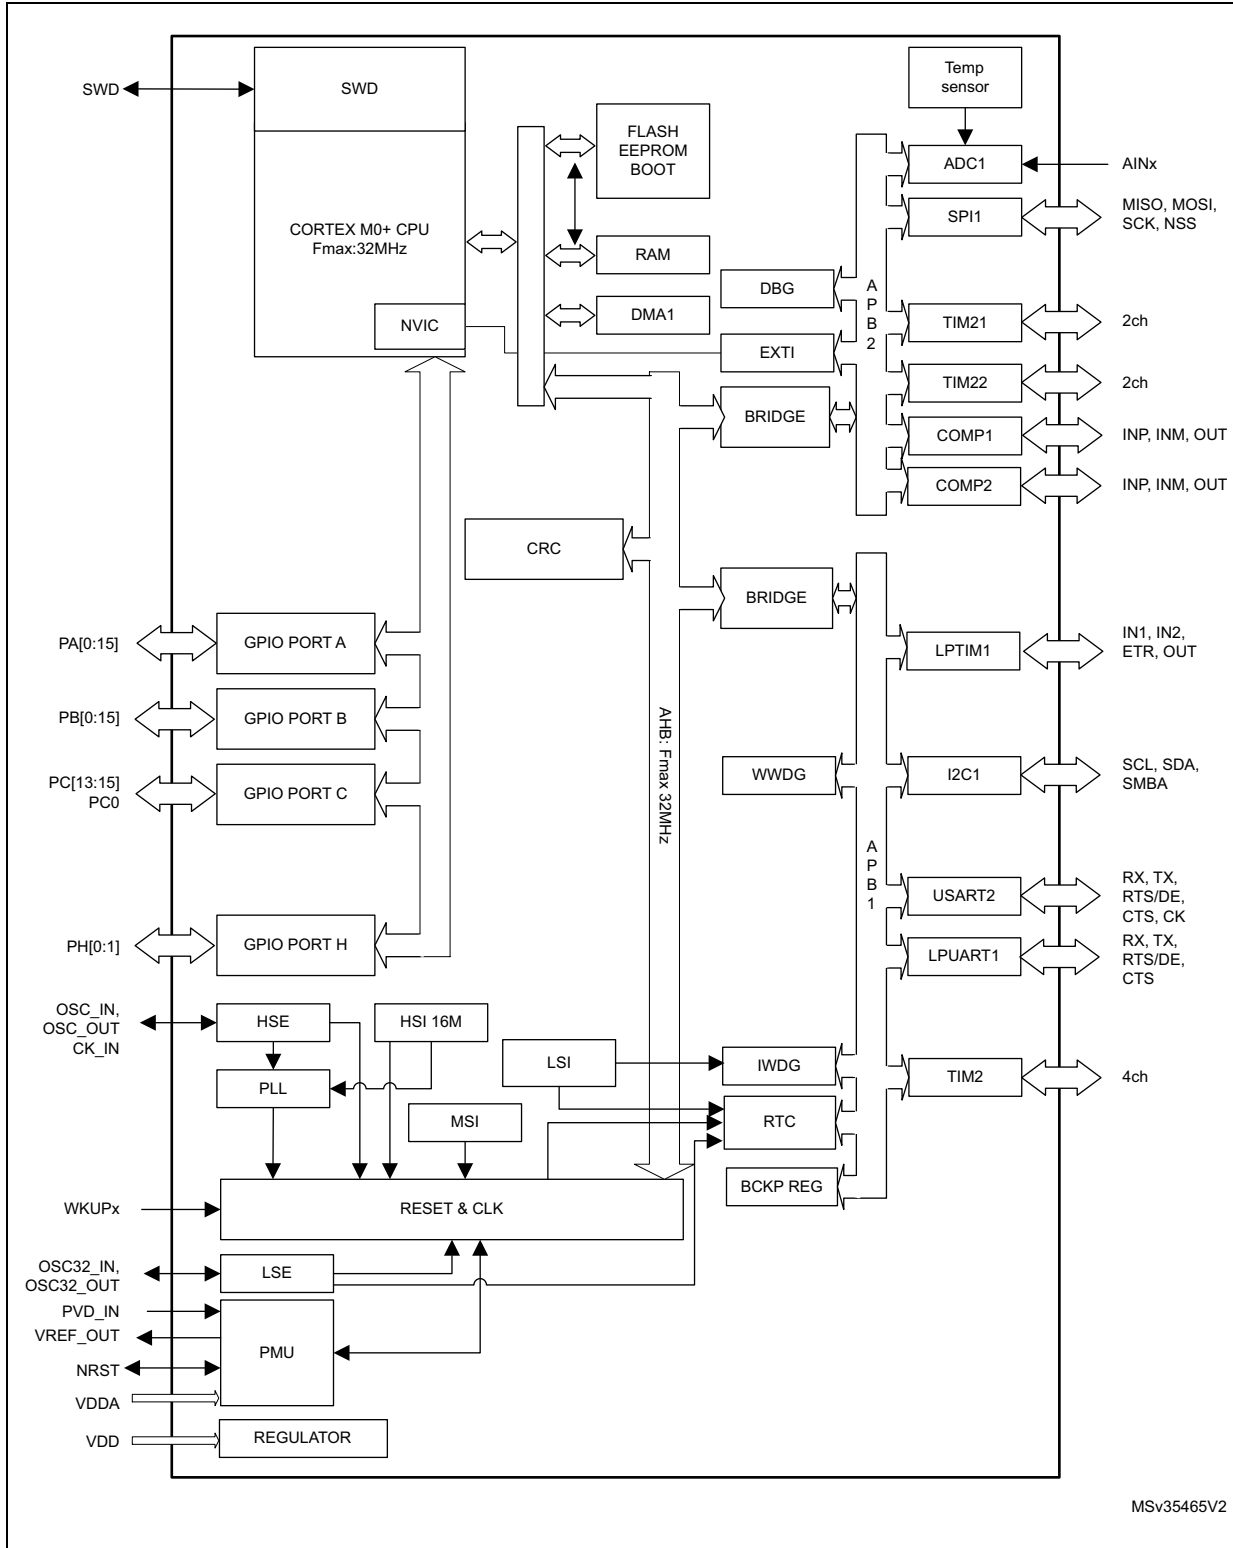 SWD
SWD
CORTEX M0+ CPU
Fmax:32MHz
NVIC
FLASH
EEPROM
BOOT
RAM
DMA1
Temp
sensor
ADC1
AINx
SPI1
MISO, MOSI,
SCK, NSS
DBG
EXTI
BRIDGE
A
P
B
2
TIM21
2ch
TIM22
2ch
COMP1
INP, INM, OUT
COMP2
INP, INM, OUT
CRC
BRIDGE
AHB: Fmax 32MHz
PA[0:15]
GPIO PORT A
PB[0:15]
GPIO PORT B
PC[13:15]
PC0
GPIO PORT C
PH[0:1]
GPIO PORT H
LPTIM1
IN1, IN2,
ETR, OUT
WWDG
I2C1
SCL, SDA,
SMBA
A
P
B
1
USART2
RX, TX,
RTS/DE,
CTS, CK
LPUART1
RX, TX,
RTS/DE,
CTS
OSC_IN,
OSC_OUT
CK_IN
HSE
HSI 16M
PLL
MSI
LSI
IWDG
RTC
BCKP REG
TIM2
4ch
WKUPx
RESET & CLK
OSC32_IN,
OSC32_OUT
LSE
PVD_IN
VREF_OUT
NRST
VDDA
PMU
VDD
REGULATOR
MSv35465V2